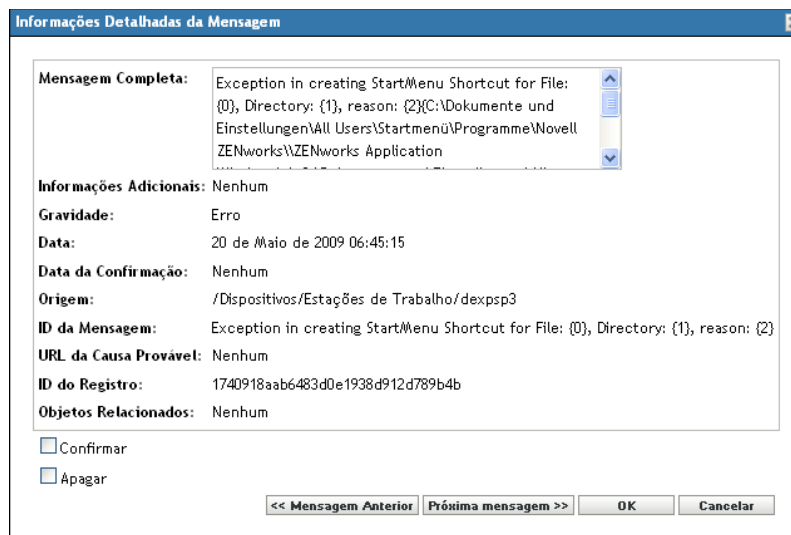 Informações Detalhadas da Mensagem
Mensagem Completa: Exception in creating StartMenu Shortcut for File:
{0}, Directory: {1}, reason: {2}{C:\Dokumente und
Einstellungen\All Users\Startmenü\Programme\Novell
ZENworks\\ZENworks Application
Informações Adicionais: Nenhum
Gravidade: Erro
Data: 20 de Maio de 2009 06:45:15
Data da Confirmação: Nenhum
Origem: /Dispositivos/Estações de Trabalho/dexpsp3
ID da Mensagem: Exception in creating StartMenu Shortcut for File: {0}, Directory: {1}, reason: {2}
URL da Causa Provável: Nenhum
ID do Registro: 1740918aab6483d0e1938d912d789b4b
Objetos Relacionados: Nenhum
Confirmar
Apagar
<< Mensagem Anterior Próxima mensagem >> OK Cancelar